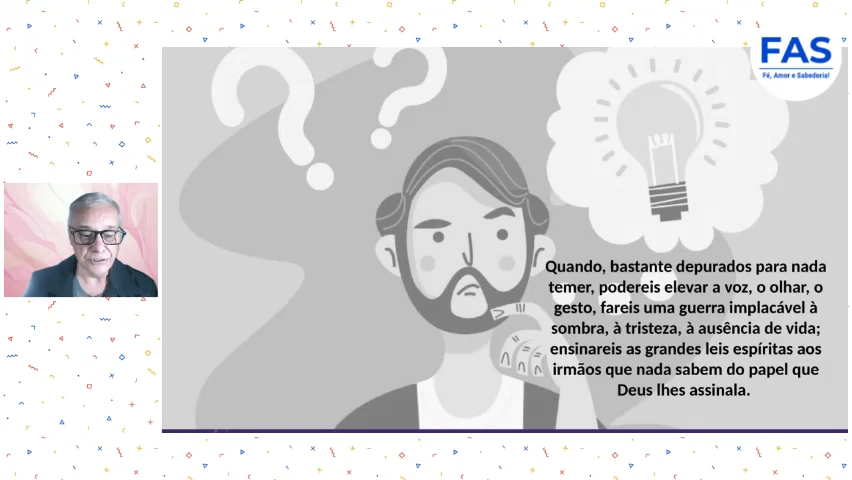 FAS
Fé, Amor e Sabedoria!
Quando, bastante depurados para nada
temer, podereis elevar a voz, o olhar, o
gesto, fareis uma guerra implacável à
sombra, à tristeza, à ausência de vida;
ensinareis as grandes leis espíritas aos
irmãos que nada sabem do papel que
Deus lhes assinala.